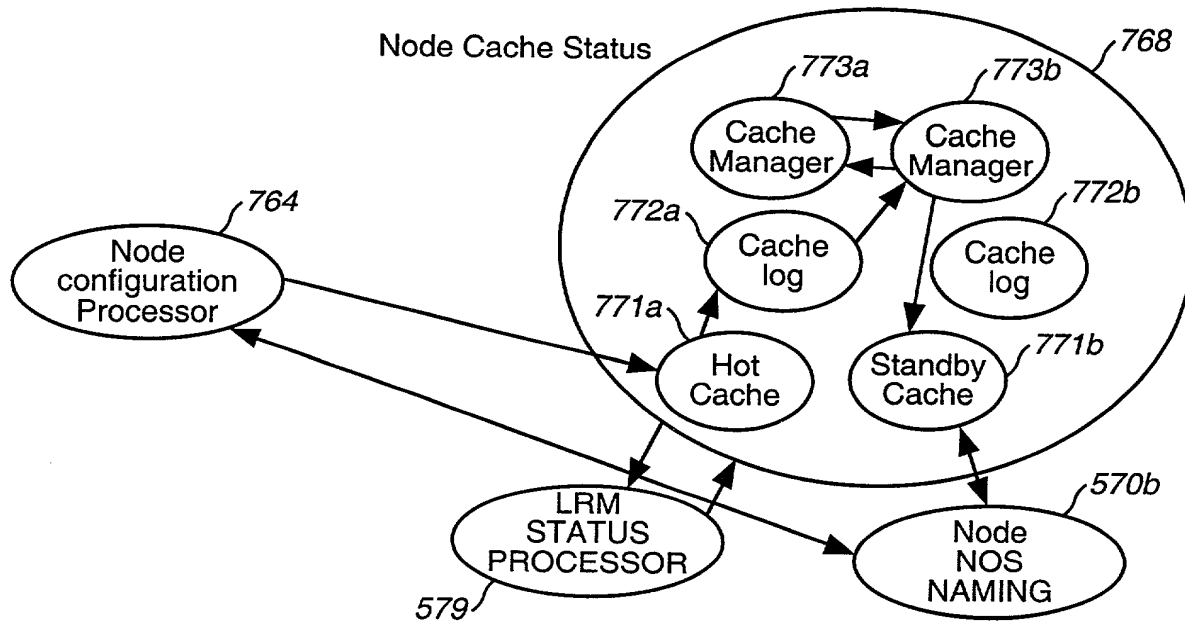 Node Cache Status
768
773a
773b
Cache
Manager
Cache
Manager
764
772a
772b
Node
configuration
Processor
Cache
log
Cache
log
771a
771b
Hot
Cache
Standby
Cache
570b
LRM
STATUS
PROCESSOR
Node
NOS
NAMING
579